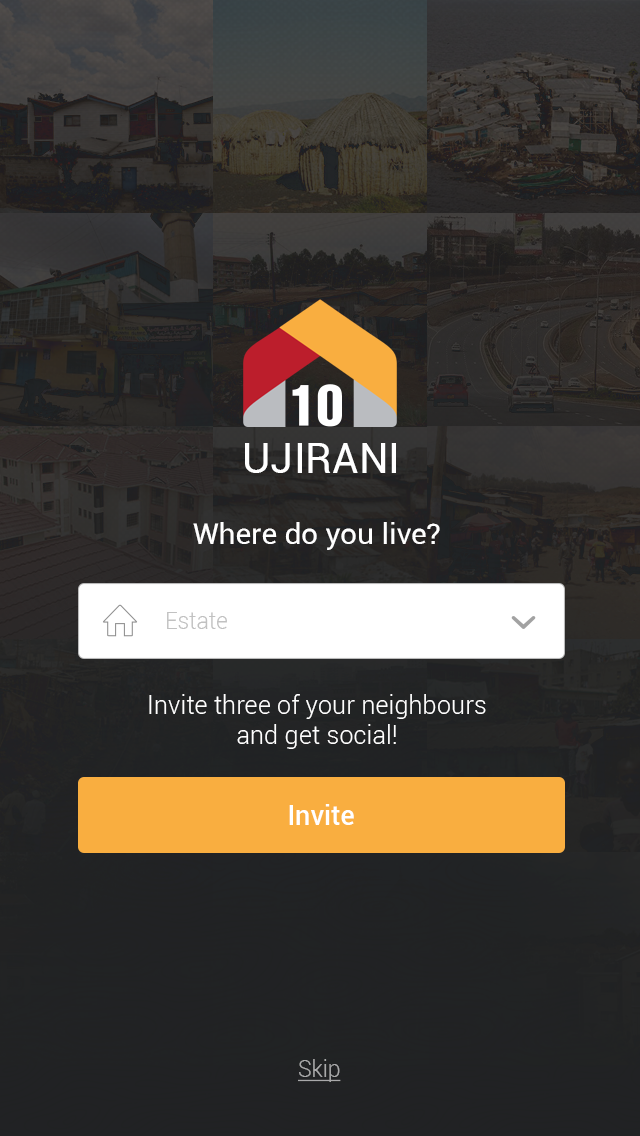 10
UJIRANI
Where do you live?
Estate
Invite three of your neighbours
and get social!
Invite
Skip